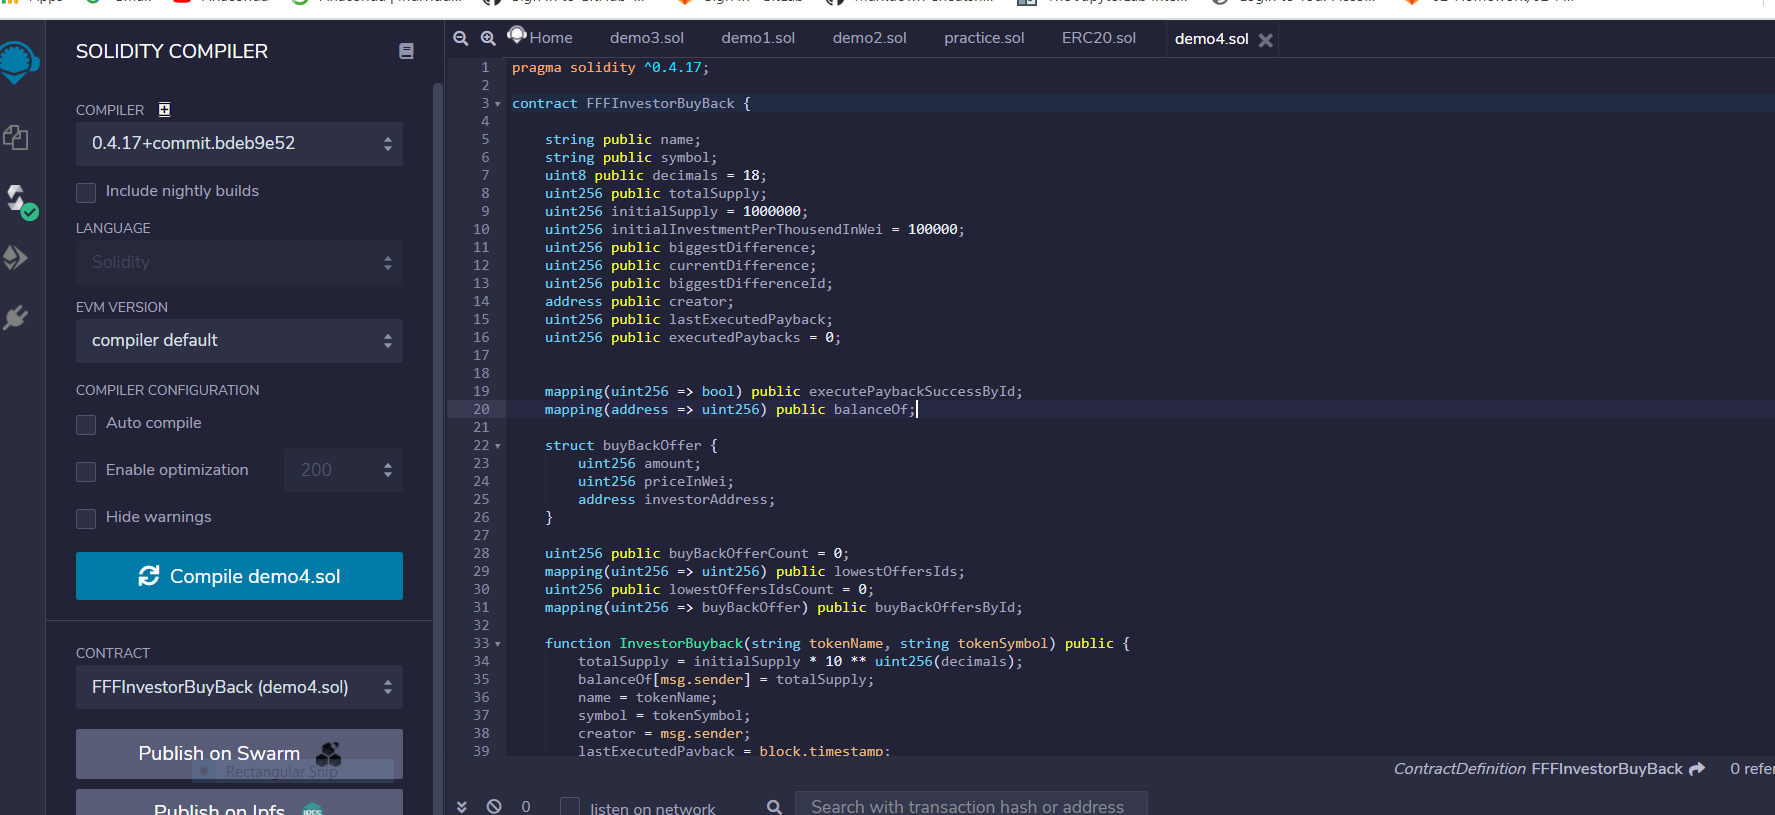 SOLIDITY COMPILER
COMPILER
0.4.17+commit.bdeb9e52
Include nightly builds
LANGUAGE
Solidity
EVM VERSION
compiler default
COMPILER CONFIGURATION
Auto compile
Enable optimization 200
Hide warnings
Compile demo4.sol
CONTRACT
FFFInvestorBuyBack (demo4.sol)
Publish on Swarm
Rectangular Snip
Publish on Ipfs
IPFS
Home demo3.sol demo1.sol demo2.sol practice.sol ERC20.sol demo4.sol
1 pragma solidity ^0.4.17;
2
3 contract FFFInvestorBuyBack {
4
5 string public name;
6 string public symbol;
7 uint8 public decimals = 18;
8 uint256 public totalSupply;
9 uint256 initialSupply = 1000000;
10 uint256 initialInvestmentPerThousendInWei = 100000;
11 uint256 public biggestDifference;
12 uint256 public currentDifference;
13 uint256 public biggestDifferenceId;
14 address public creator;
15 uint256 public lastExecutedPayback;
16 uint256 public executedPaybacks = 0;
17
18
19 mapping(uint256 => bool) public executePaybackSuccessById;
20 mapping(address => uint256) public balanceOf;
21
22 struct buyBackOffer {
23 uint256 amount;
24 uint256 priceInWei;
25 address investorAddress;
26 }
27
28 uint256 public buyBackOfferCount = 0;
29 mapping(uint256 => uint256) public lowestOffersIds;
30 uint256 public lowestOffersIdsCount = 0;
31 mapping(uint256 => buyBackOffer) public buyBackOffersById;
32
33 function InvestorBuyback(string tokenName, string tokenSymbol) public {
34 totalSupply = initialSupply * 10 ** uint256(decimals);
35 balanceOf[msg.sender] = totalSupply;
36 name = tokenName;
37 symbol = tokenSymbol;
38 creator = msg.sender;
39 lastExecutedPayback = block.timestamp;
ContractDefinition FFFInvestorBuyBack 0 refer
0 listen on network Search with transaction hash or address